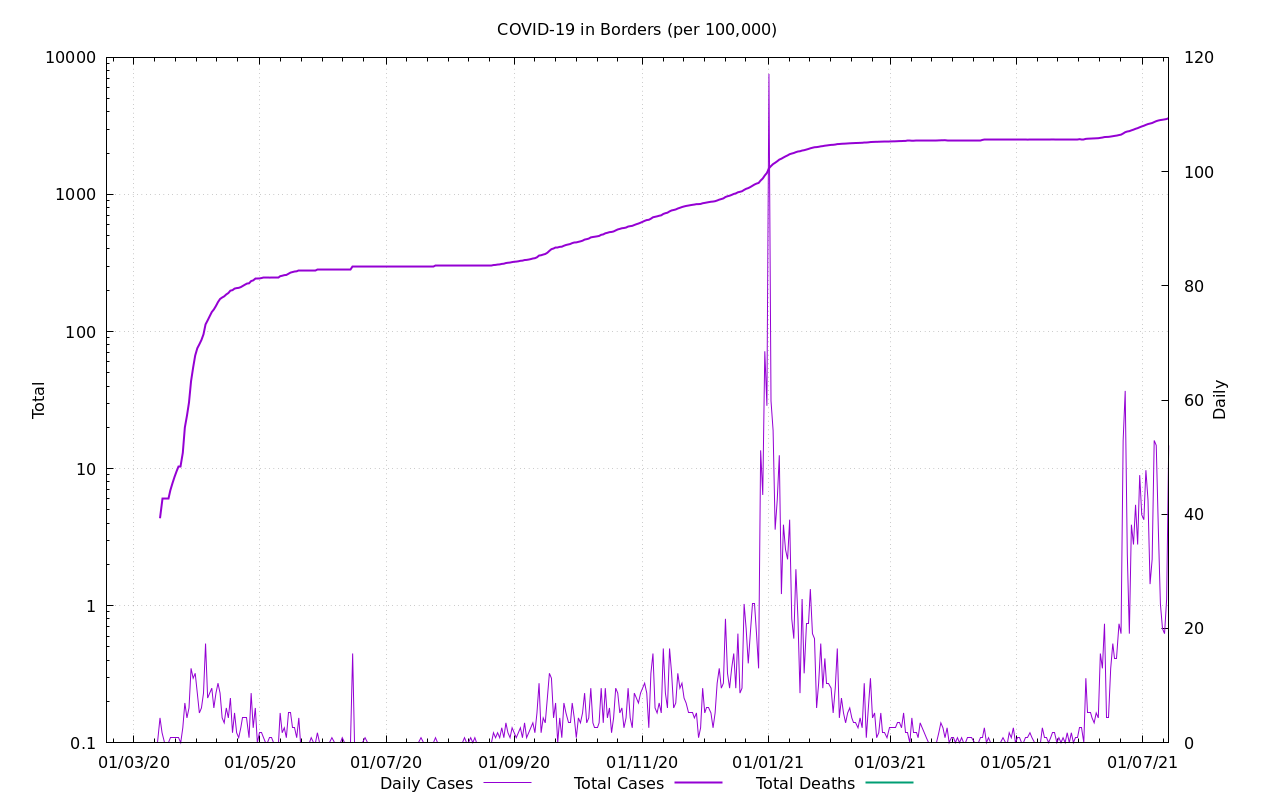 COVID-19 in Borders (per 100,000)
10000
1000
100
10
1
0.1
Total
120
100
80
60
40
20
0
Daily
01/03/20 01/05/20 01/07/20 01/09/20 01/11/20 01/01/21 01/03/21 01/05/21 01/07/21
Daily Cases Total Cases Total Deaths